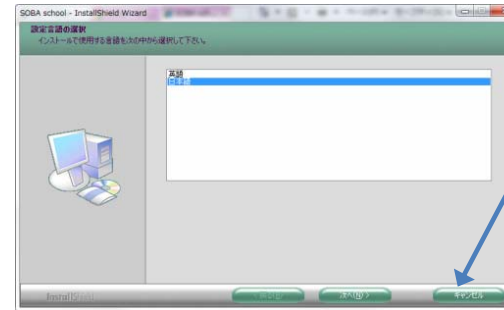 SOBA school - InstallShield Wizard
設定言語の選択
インストールで使用する言語を次の中から選択して下さい。
英語
日本語
InstallShield
次へ(N) >
キャンセル